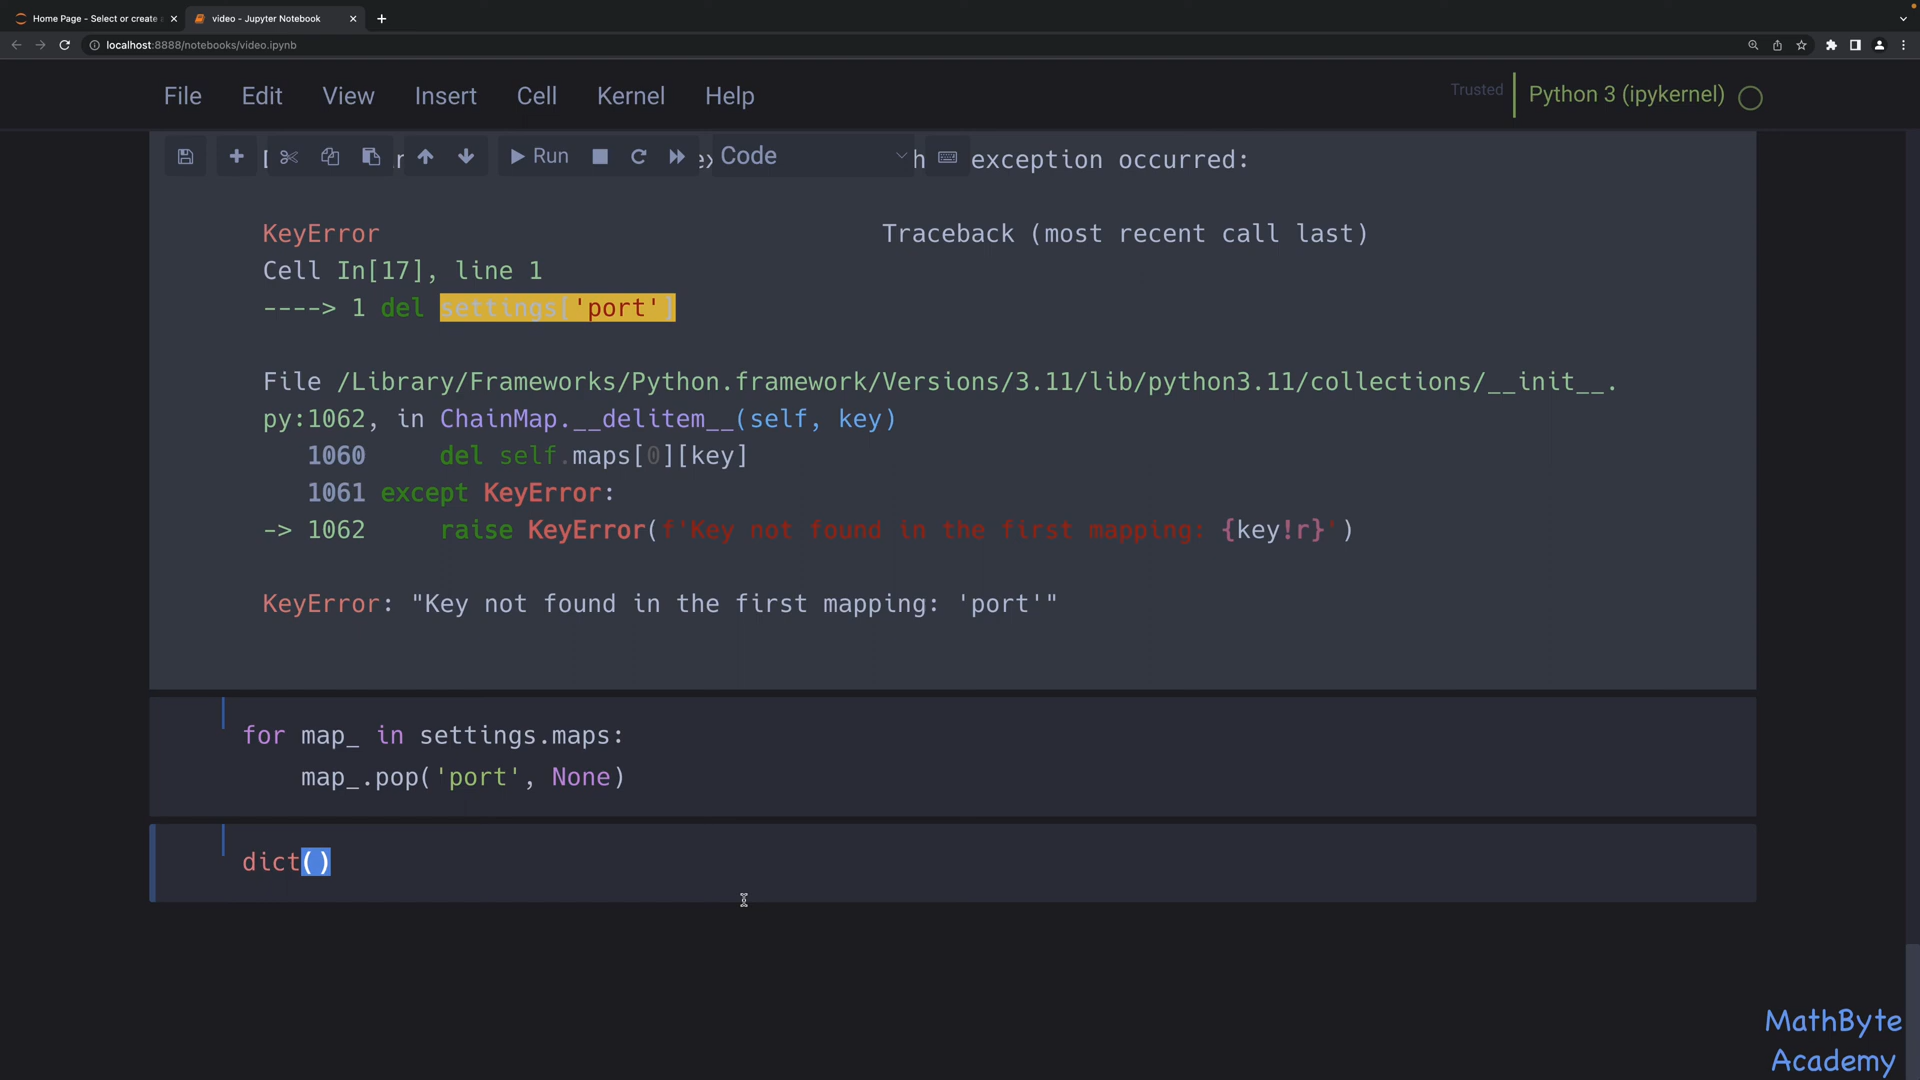 Home Page - Select or create
video - Jupyter Notebook
localhost:8888/notebooks/video.ipynb
File Edit View Insert Cell Kernel Help
Trusted
Python 3 (ipykernel)
Run
Code
exception occurred:
KeyError Traceback (most recent call last)
Cell In[17], line 1
----> 1 del settings['port']
File /Library/Frameworks/Python.framework/Versions/3.11/lib/python3.11/collections/__init__.
py:1062, in ChainMap.__delitem__(self, key)
1060 del self.maps[0][key]
1061 except KeyError:
-> 1062 raise KeyError(f'Key not found in the first mapping: {key!r}')
KeyError: "Key not found in the first mapping: 'port'"
for map_ in settings.maps:
map_.pop('port', None)
dict()
MathByte
Academy